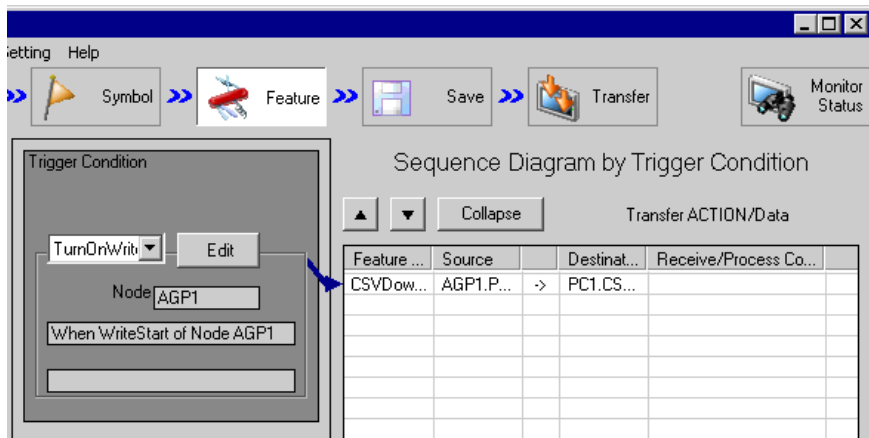 Setting Help
Symbol Feature Save Transfer Monitor Status
Trigger Condition
TurnOnWrit Edit
Node AGP1
When WriteStart of Node AGP1
Sequence Diagram by Trigger Condition
Collapse Transfer ACTION/Data
Feature ... Source Destinat... Receive/Process Co...
CSVDow... AGP1.P... -> PC1.CS...